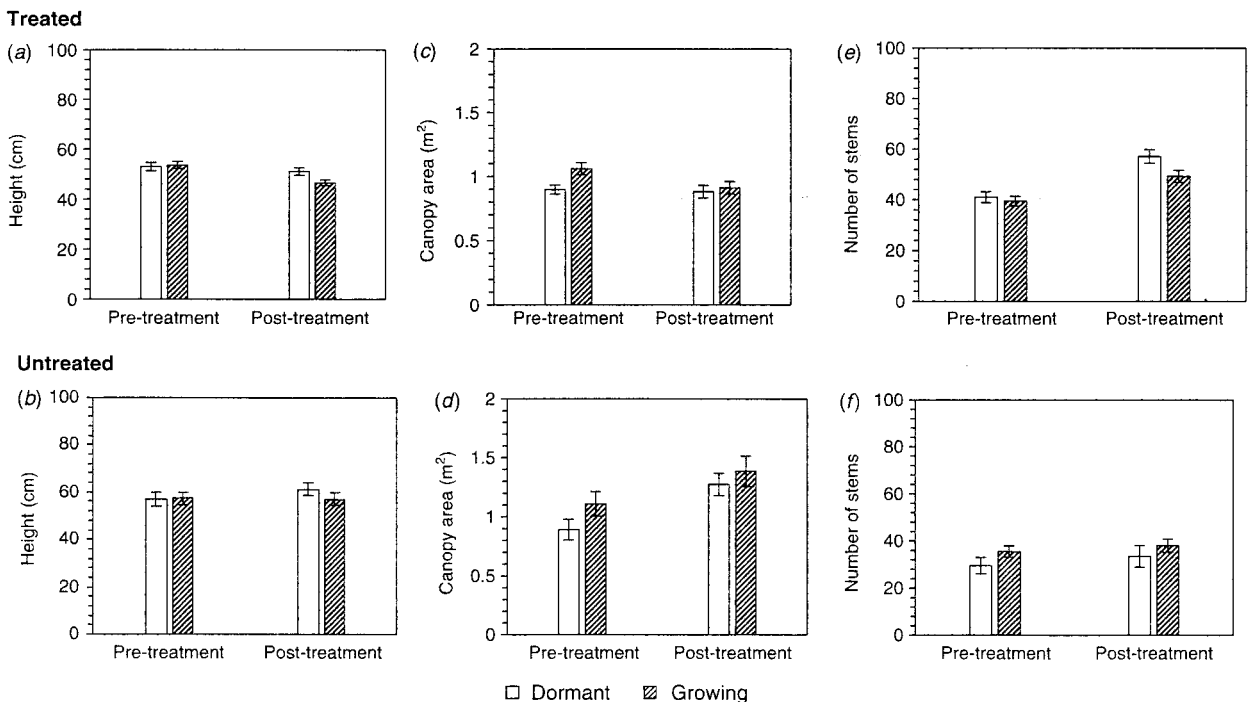 Treated
(a)
100
80
60
40
20
0
Height (cm)
Pre-treatment Post-treatment
(c)
2
1.5
1
0.5
0
Canopy area (m²)
Pre-treatment Post-treatment
(e)
100
80
60
40
20
0
Number of stems
Pre-treatment Post-treatment
Untreated
(b)
100
80
60
40
20
0
Height (cm)
Pre-treatment Post-treatment
(d)
2
1.5
1
0.5
0
Canopy area (m²)
Pre-treatment Post-treatment
(f)
100
80
60
40
20
0
Number of stems
Pre-treatment Post-treatment
Dormant Growing